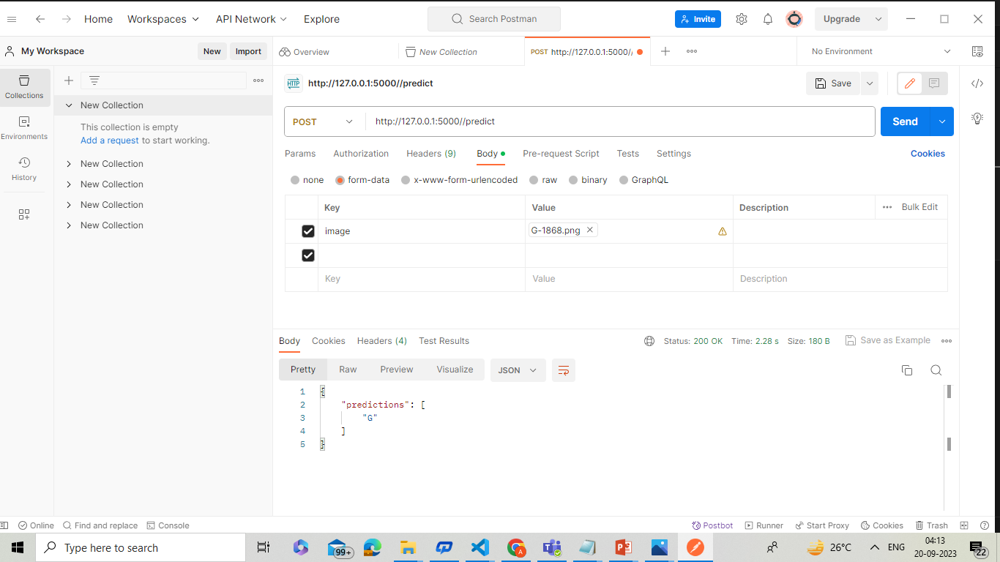 Home Workspaces API Network Explore Search Postman Invite Upgrade
My Workspace New Import Overview New Collection POST http://127.0.0.1:5000/ No Environment
Collections
Environments
History
New Collection
This collection is empty
Add a request to start working.
New Collection
New Collection
New Collection
New Collection
HTTP http://127.0.0.1:5000//predict Save
POST http://127.0.0.1:5000//predict Send
Params Authorization Headers (9) Body Pre-request Script Tests Settings Cookies
none form-data x-www-form-urlencoded raw binary GraphQL
Key Value Description Bulk Edit
image G-1868.png
Key Value Description
Body Cookies Headers (4) Test Results Status: 200 OK Time: 2.28 s Size: 180 B Save as Example
Pretty Raw Preview Visualize JSON
1 {
2 "predictions": [
3 "G"
4 ]
5 }
Online Find and replace Console Postbot Runner Start Proxy Cookies Trash
Type here to search 99+ A 26°C ENG 04:13
20-09-2023 22